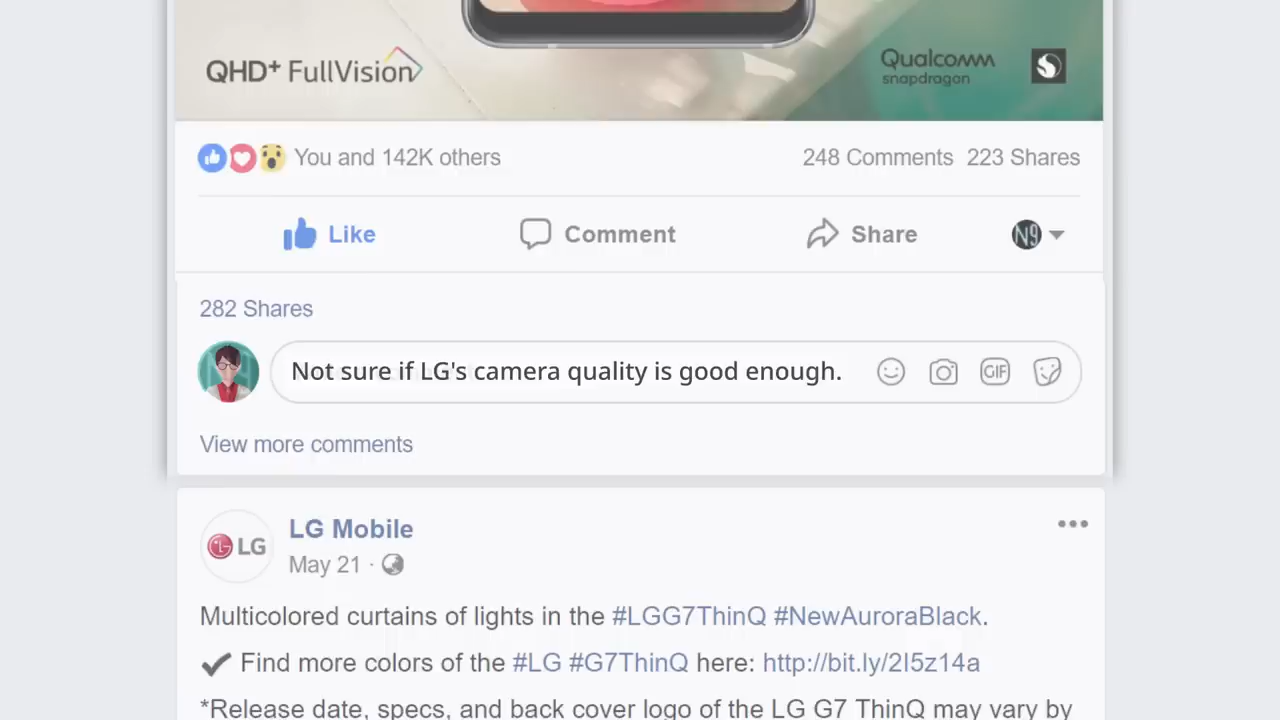 QHD+ FullVision
Qualcomm
snapdragon
You and 142K others
248 Comments 223 Shares
Like
Comment
Share
N9
282 Shares
Not sure if LG's camera quality is good enough.
GIF
View more comments
LG
LG Mobile
May 21 ·
Multicolored curtains of lights in the #LGG7ThinQ #NewAuroraBlack.
✔ Find more colors of the #LG #G7ThinQ here: http://bit.ly/2I5z14a
*Release date, specs, and back cover logo of the LG G7 ThinQ may vary by